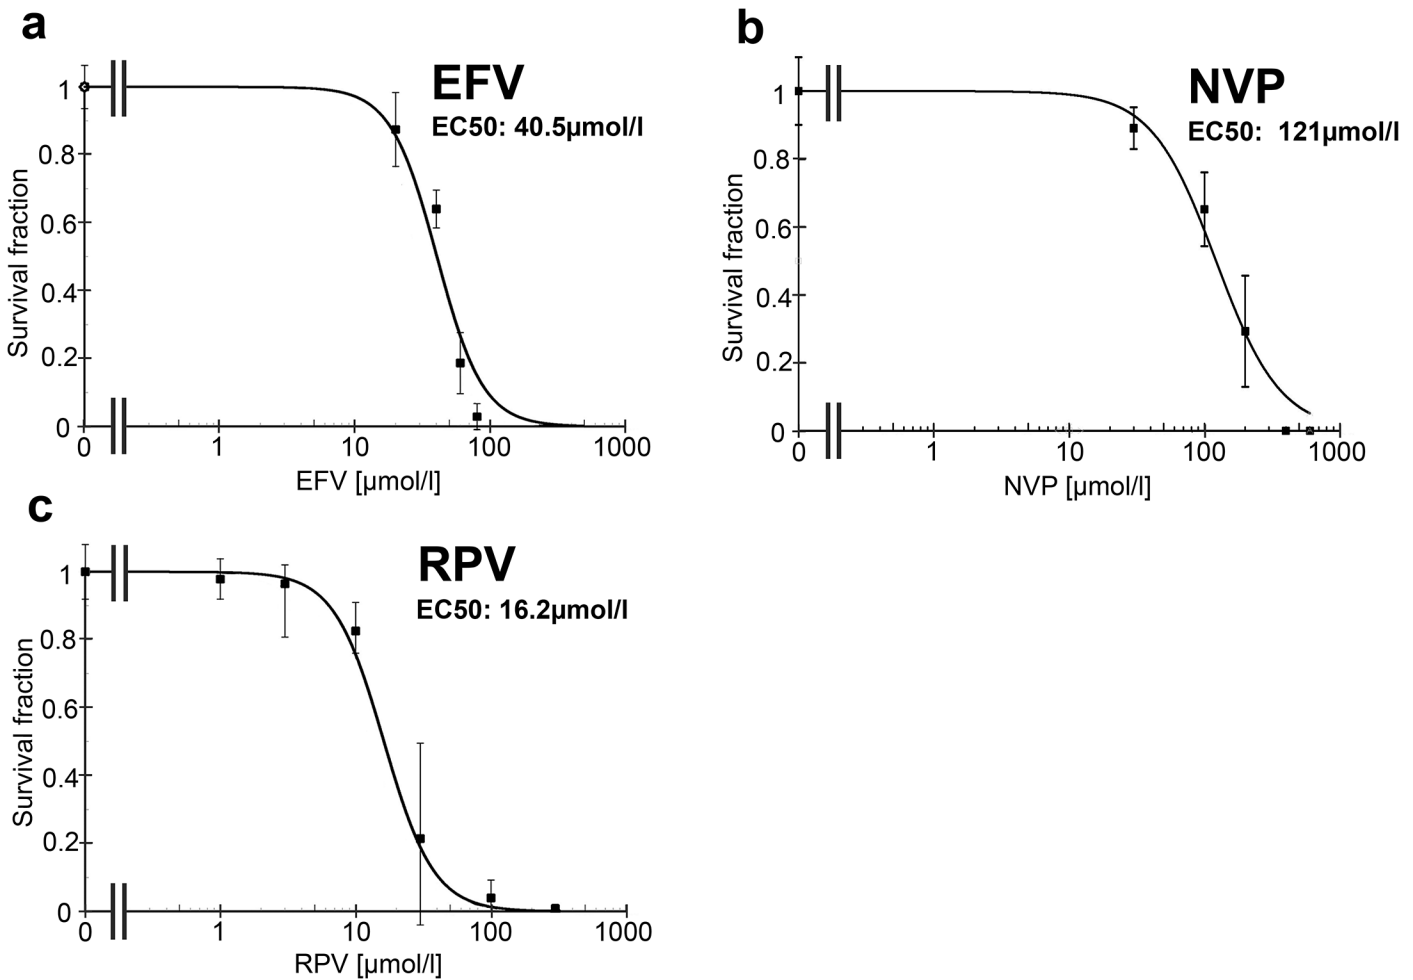 a
EFV
EC50: 40.5µmol/l
Survival fraction
1
0.8
0.6
0.4
0.2
0
0 1 10 100 1000
EFV [µmol/l]
b
NVP
EC50: 121µmol/l
Survival fraction
1
0.8
0.6
0.4
0.2
0
0 1 10 100 1000
NVP [µmol/l]
c
RPV
EC50: 16.2µmol/l
Survival fraction
1
0.8
0.6
0.4
0.2
0
0 1 10 100 1000
RPV [µmol/l]